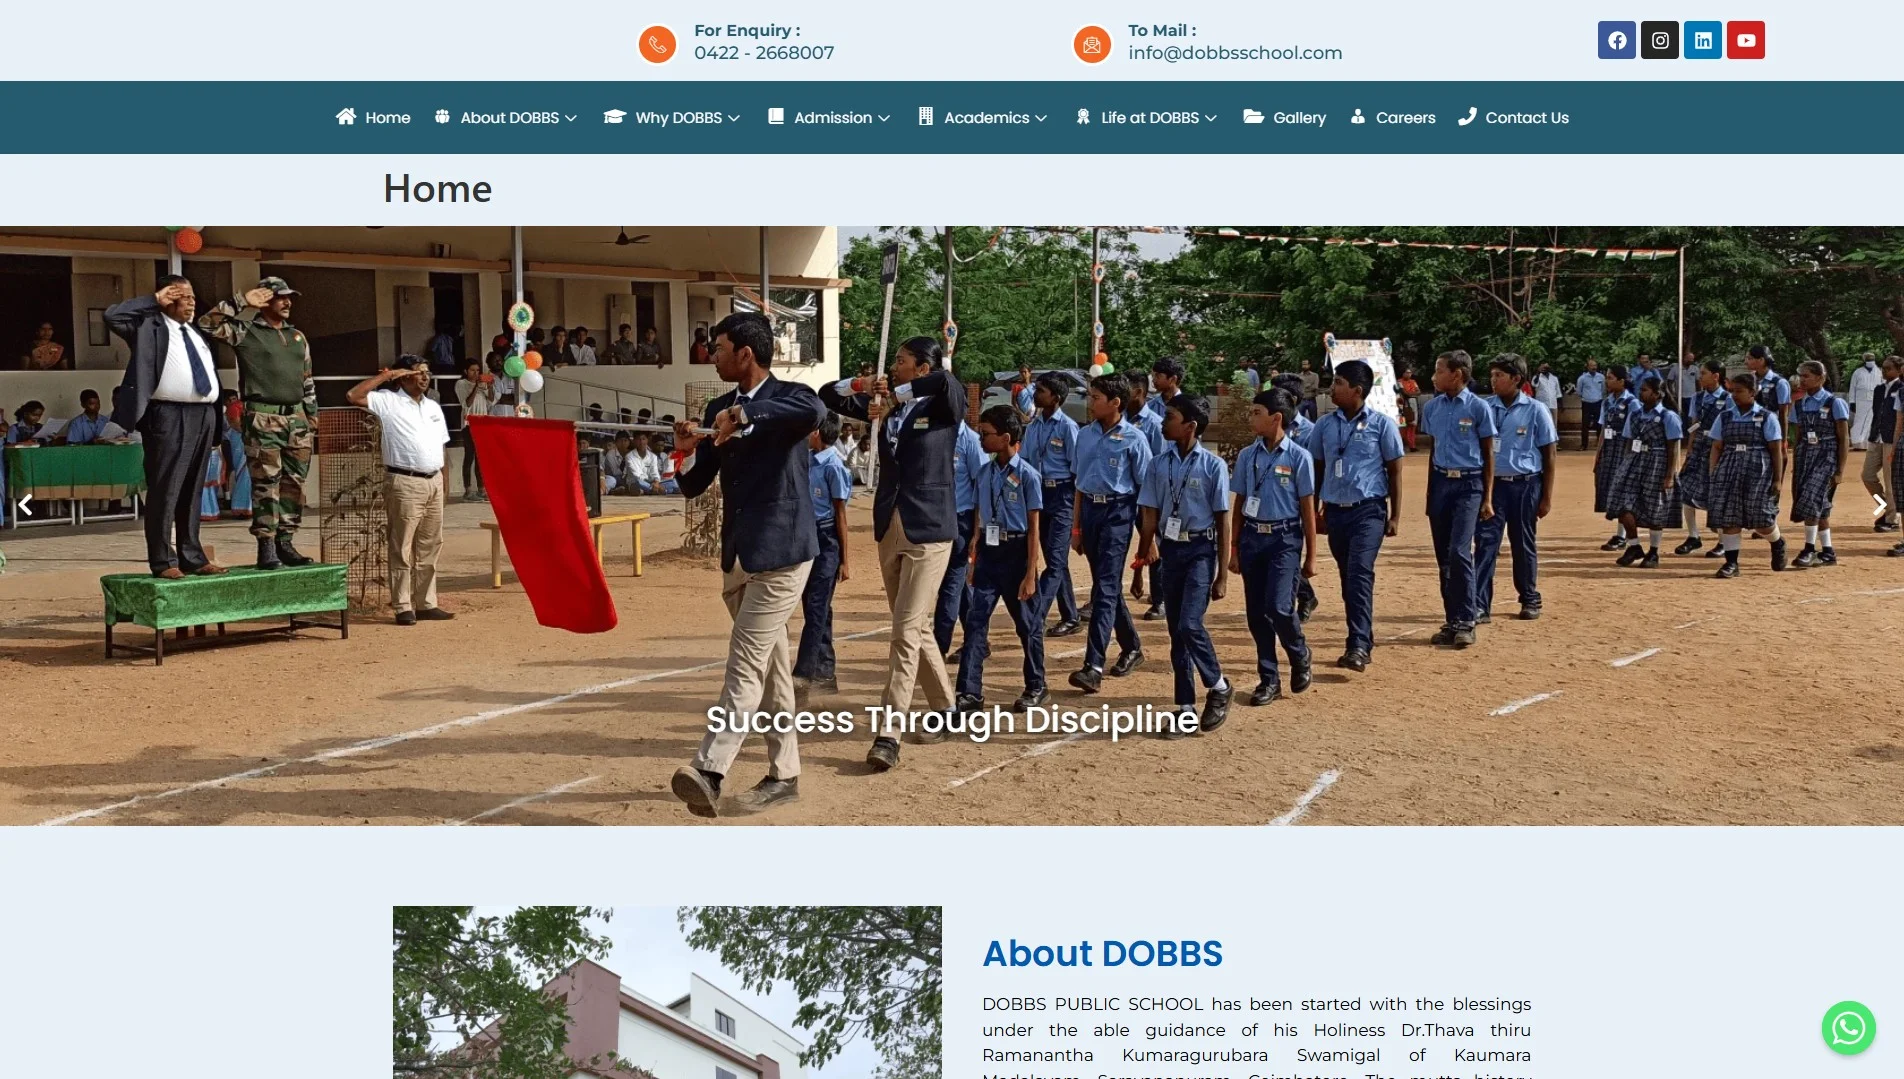 For Enquiry :
0422 - 2668007
To Mail :
info@dobbsschool.com
Home
About DOBBS
Why DOBBS
Admission
Academics
Life at DOBBS
Gallery
Careers
Contact Us
Home
Success Through Discipline
About DOBBS
DOBBS PUBLIC SCHOOL has been started with the blessings
under the able guidance of his Holiness Dr.Thava thiru
Ramanantha Kumaragurubara Swamigal of Kaumara